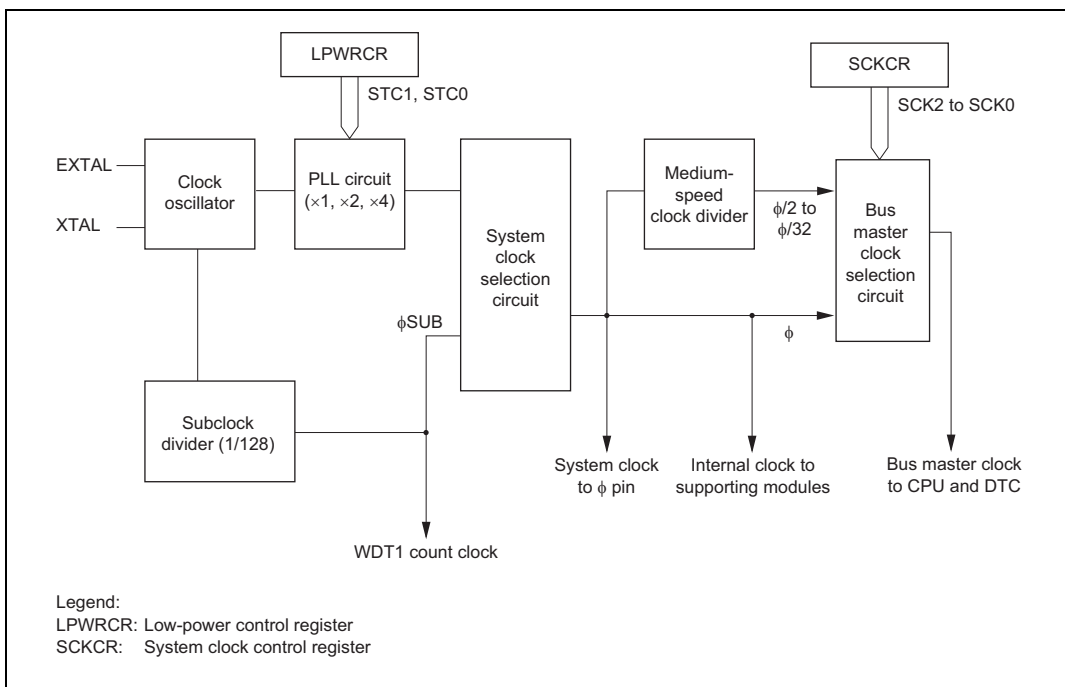 LPWRCR
SCKCR
STC1, STC0
SCK2 to SCK0
EXTAL
XTAL
Clock
oscillator
PLL circuit
(×1, ×2, ×4)
System
clock
selection
circuit
Medium-
speed
clock divider
ϕ/2 to
ϕ/32
Bus
master
clock
selection
circuit
ϕSUB
ϕ
Subclock
divider (1/128)
System clock
to ϕ pin
Internal clock to
supporting modules
Bus master clock
to CPU and DTC
WDT1 count clock
Legend:
LPWRCR: Low-power control register
SCKCR: System clock control register